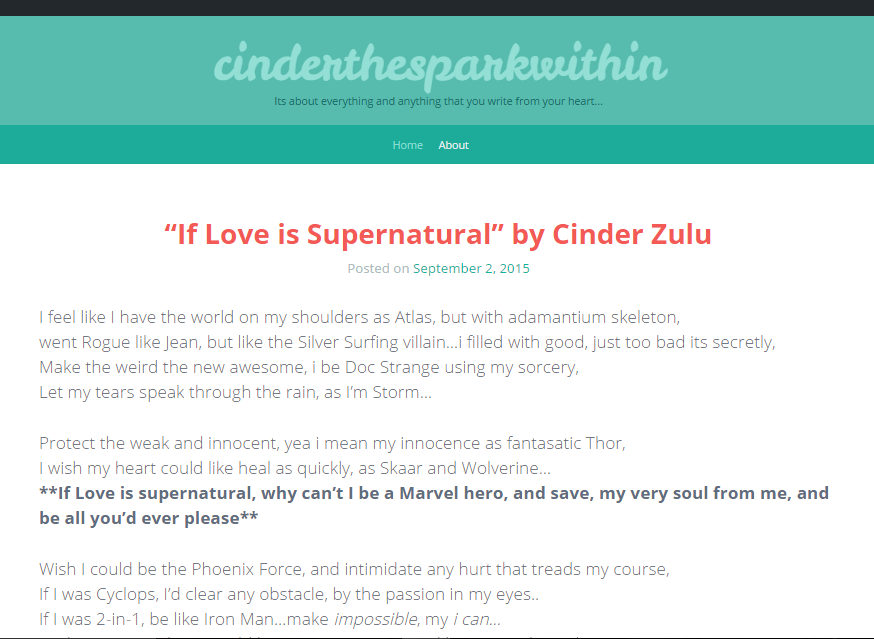 cinderthesparkwithin
Its about everything and anything that you write from your heart...
Home About
“If Love is Supernatural” by Cinder Zulu
Posted on September 2, 2015
I feel like I have the world on my shoulders as Atlas, but with adamantium skeleton,
went Rogue like Jean, but like the Silver Surfing villain...i filled with good, just too bad its secretly,
Make the weird the new awesome, i be Doc Strange using my sorcery,
Let my tears speak through the rain, as I’m Storm...
Protect the weak and innocent, yea i mean my innocence as fantasatic Thor,
I wish my heart could like heal as quickly, as Skaar and Wolverine...
**If Love is supernatural, why can’t I be a Marvel hero, and save, my very soul from me, and
be all you’d ever please**
Wish I could be the Phoenix Force, and intimidate any hurt that treads my course,
If I was Cyclops, I’d clear any obstacle, by the passion in my eyes..
If I was 2-in-1, be like Iron Man...make impossible, my i can...